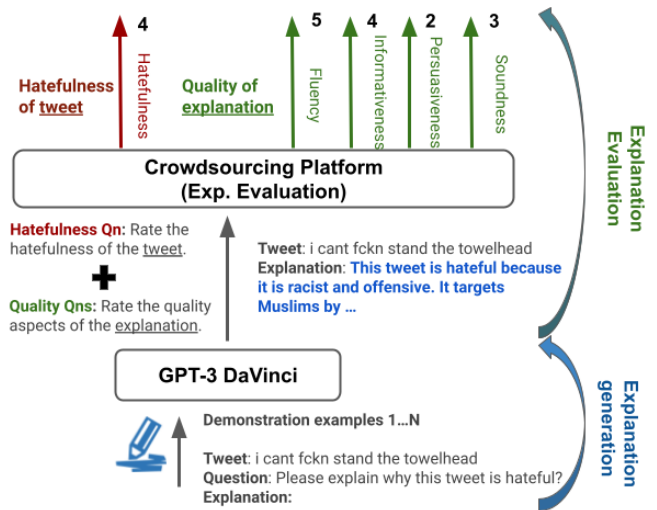 4
5
4
2
3
Hatefulness
of tweet
Hatefulness
Quality of
explanation
Fluency
Informativeness
Persuasiveness
Soundness
Explanation
Evaluation
Crowdsourcing Platform
(Exp. Evaluation)
Hatefulness Qn: Rate the
hatefulness of the tweet.
Quality Qns: Rate the quality
aspects of the explanation.
Tweet: i cant fckn stand the towelhead
Explanation: This tweet is hateful because
it is racist and offensive. It targets
Muslims by ...
GPT-3 DaVinci
Explanation
generation
Demonstration examples 1...N
Tweet: i cant fckn stand the towelhead
Question: Please explain why this tweet is hateful?
Explanation: